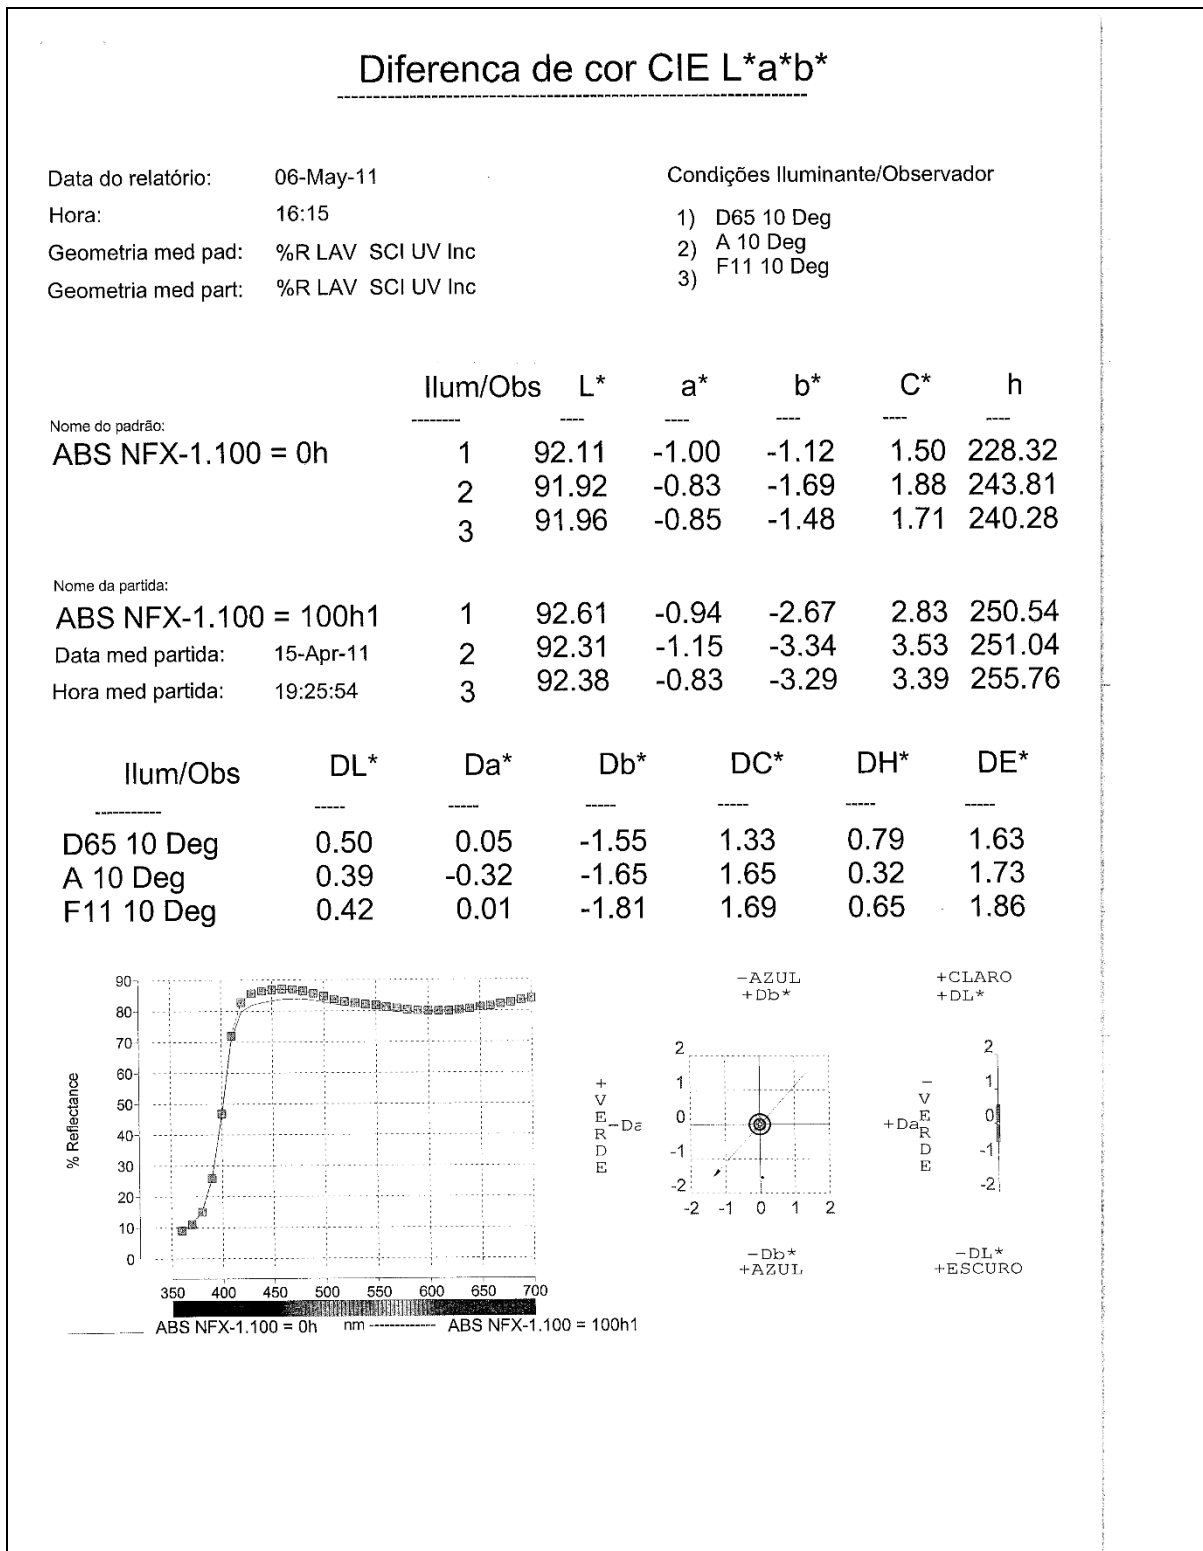 Diferenca de cor CIE L*a*b*
Data do relatório: 06-May-11
Hora: 16:15
Geometria med pad: %R LAV SCI UV Inc
Geometria med part: %R LAV SCI UV Inc
Condições Iluminante/Observador
1) D65 10 Deg
2) A 10 Deg
3) F11 10 Deg
Ilum/Obs L* a* b* C* h
Nome do padrão:
ABS NFX-1.100 = 0h 1 92.11 -1.00 -1.12 1.50 228.32
2 91.92 -0.83 -1.69 1.88 243.81
3 91.96 -0.85 -1.48 1.71 240.28
Nome da partida:
ABS NFX-1.100 = 100h1 1 92.61 -0.94 -2.67 2.83 250.54
Data med partida: 15-Apr-11 2 92.31 -1.15 -3.34 3.53 251.04
Hora med partida: 19:25:54 3 92.38 -0.83 -3.29 3.39 255.76
Ilum/Obs DL* Da* Db* DC* DH* DE*
D65 10 Deg 0.50 0.05 -1.55 1.33 0.79 1.63
A 10 Deg 0.39 -0.32 -1.65 1.65 0.32 1.73
F11 10 Deg 0.42 0.01 -1.81 1.69 0.65 1.86
% Reflectance
90
80
70
60
50
40
30
20
10
0
350 400 450 500 550 600 650 700
ABS NFX-1.100 = 0h nm ABS NFX-1.100 = 100h1
-AZUL
+Db*
+VERDE
-Da
2
1
0
-1
-2
-2 -1 0 1 2
-Db*
+AZUL
+CLARO
+DL*
+Da
-VERDE
2
1
0
-1
-2
-DL*
+ESCURO